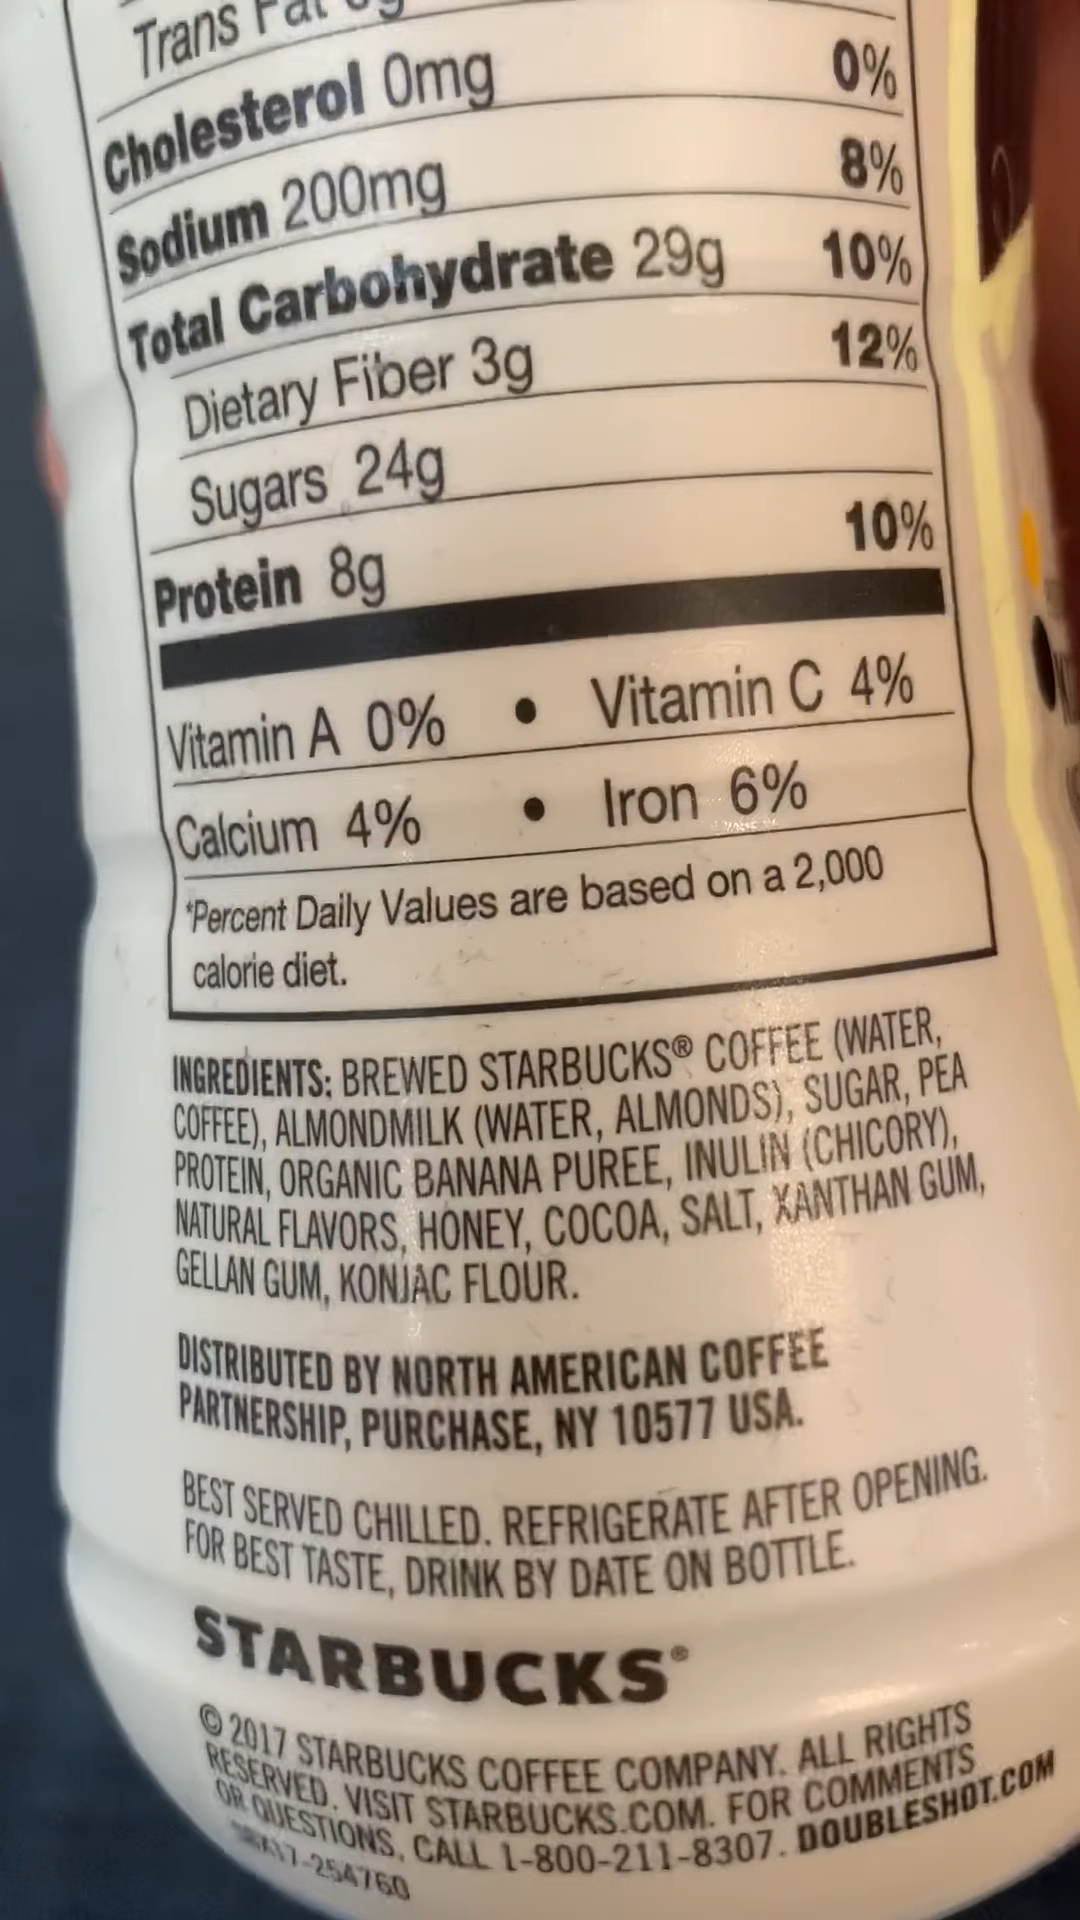 Trans Fat 0g
Cholesterol 0mg 0%
Sodium 200mg 8%
Total Carbohydrate 29g 10%
Dietary Fiber 3g 12%
Sugars 24g
Protein 8g 10%
Vitamin A 0% • Vitamin C 4%
Calcium 4% • Iron 6%
*Percent Daily Values are based on a 2,000
calorie diet.
INGREDIENTS: BREWED STARBUCKS® COFFEE (WATER,
COFFEE), ALMONDMILK (WATER, ALMONDS), SUGAR, PEA
PROTEIN, ORGANIC BANANA PUREE, INULIN (CHICORY),
NATURAL FLAVORS, HONEY, COCOA, SALT, XANTHAN GUM,
GELLAN GUM, KONJAC FLOUR.
DISTRIBUTED BY NORTH AMERICAN COFFEE
PARTNERSHIP, PURCHASE, NY 10577 USA.
BEST SERVED CHILLED. REFRIGERATE AFTER OPENING.
FOR BEST TASTE, DRINK BY DATE ON BOTTLE.
STARBUCKS®
© 2017 STARBUCKS COFFEE COMPANY. ALL RIGHTS
RESERVED. VISIT STARBUCKS.COM. FOR COMMENTS
OR QUESTIONS, CALL 1-800-211-8307. DOUBLESHOT.COM